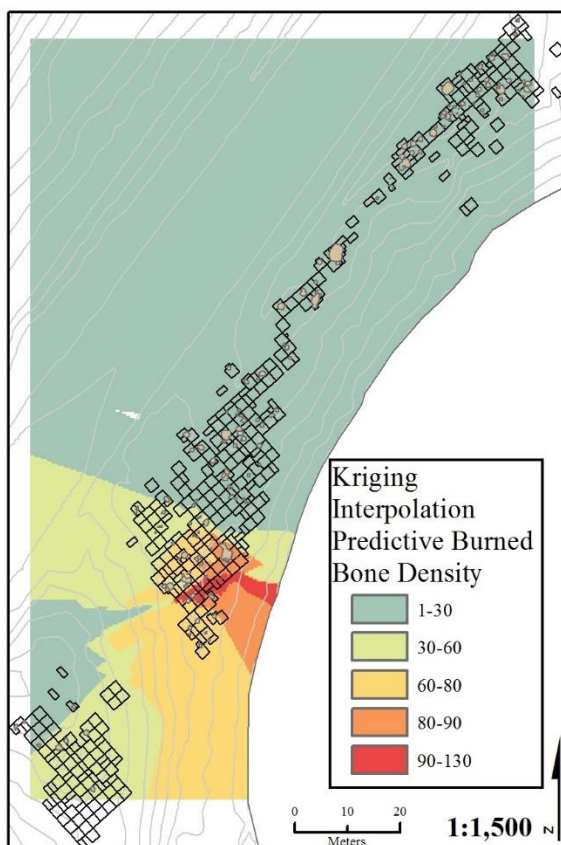 Kriging
Interpolation
Predictive Burned
Bone Density
1-30
30-60
60-80
80-90
90-130
0 10 20
Meters
1:1,500
N